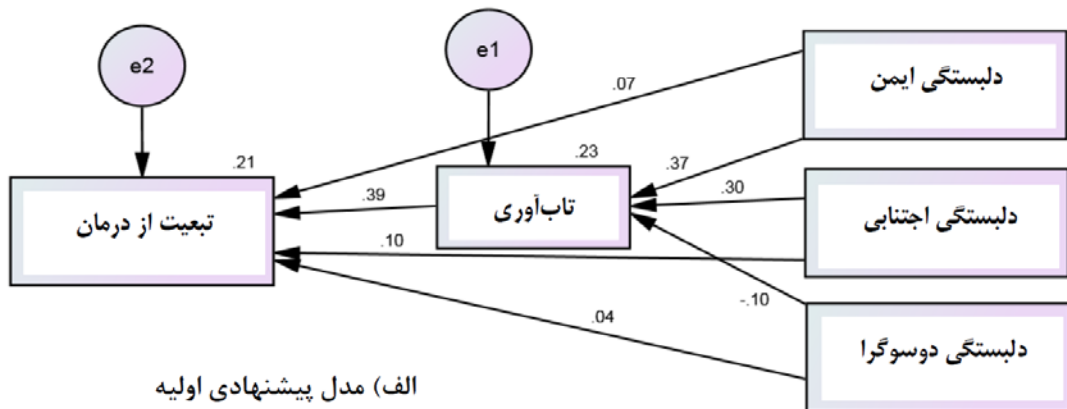 e2
e1
دلبستگی ایمن
.07
.21
.23
.37
تبعیت از درمان
.39
تاب‌آوری
.30
دلبستگی اجتنابی
.10
-.10
.04
دلبستگی دوسوگرا
الف) مدل پیشنهادی اولیه